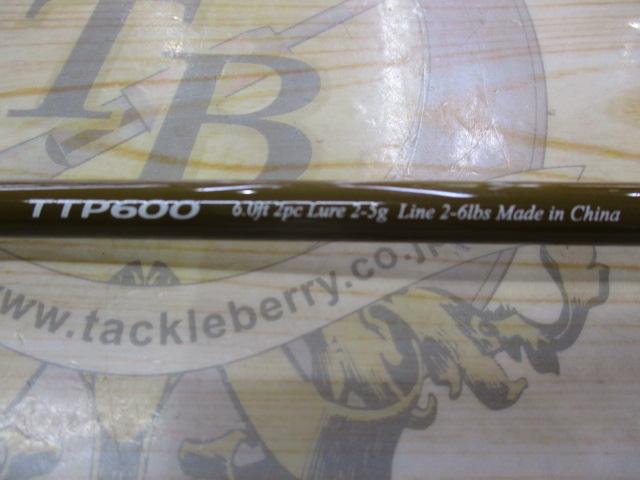 TB
TTP600 6.0ft 2pc Lure 2-5g Line 2-6lbs Made in China
www.tackleberry.co.jp